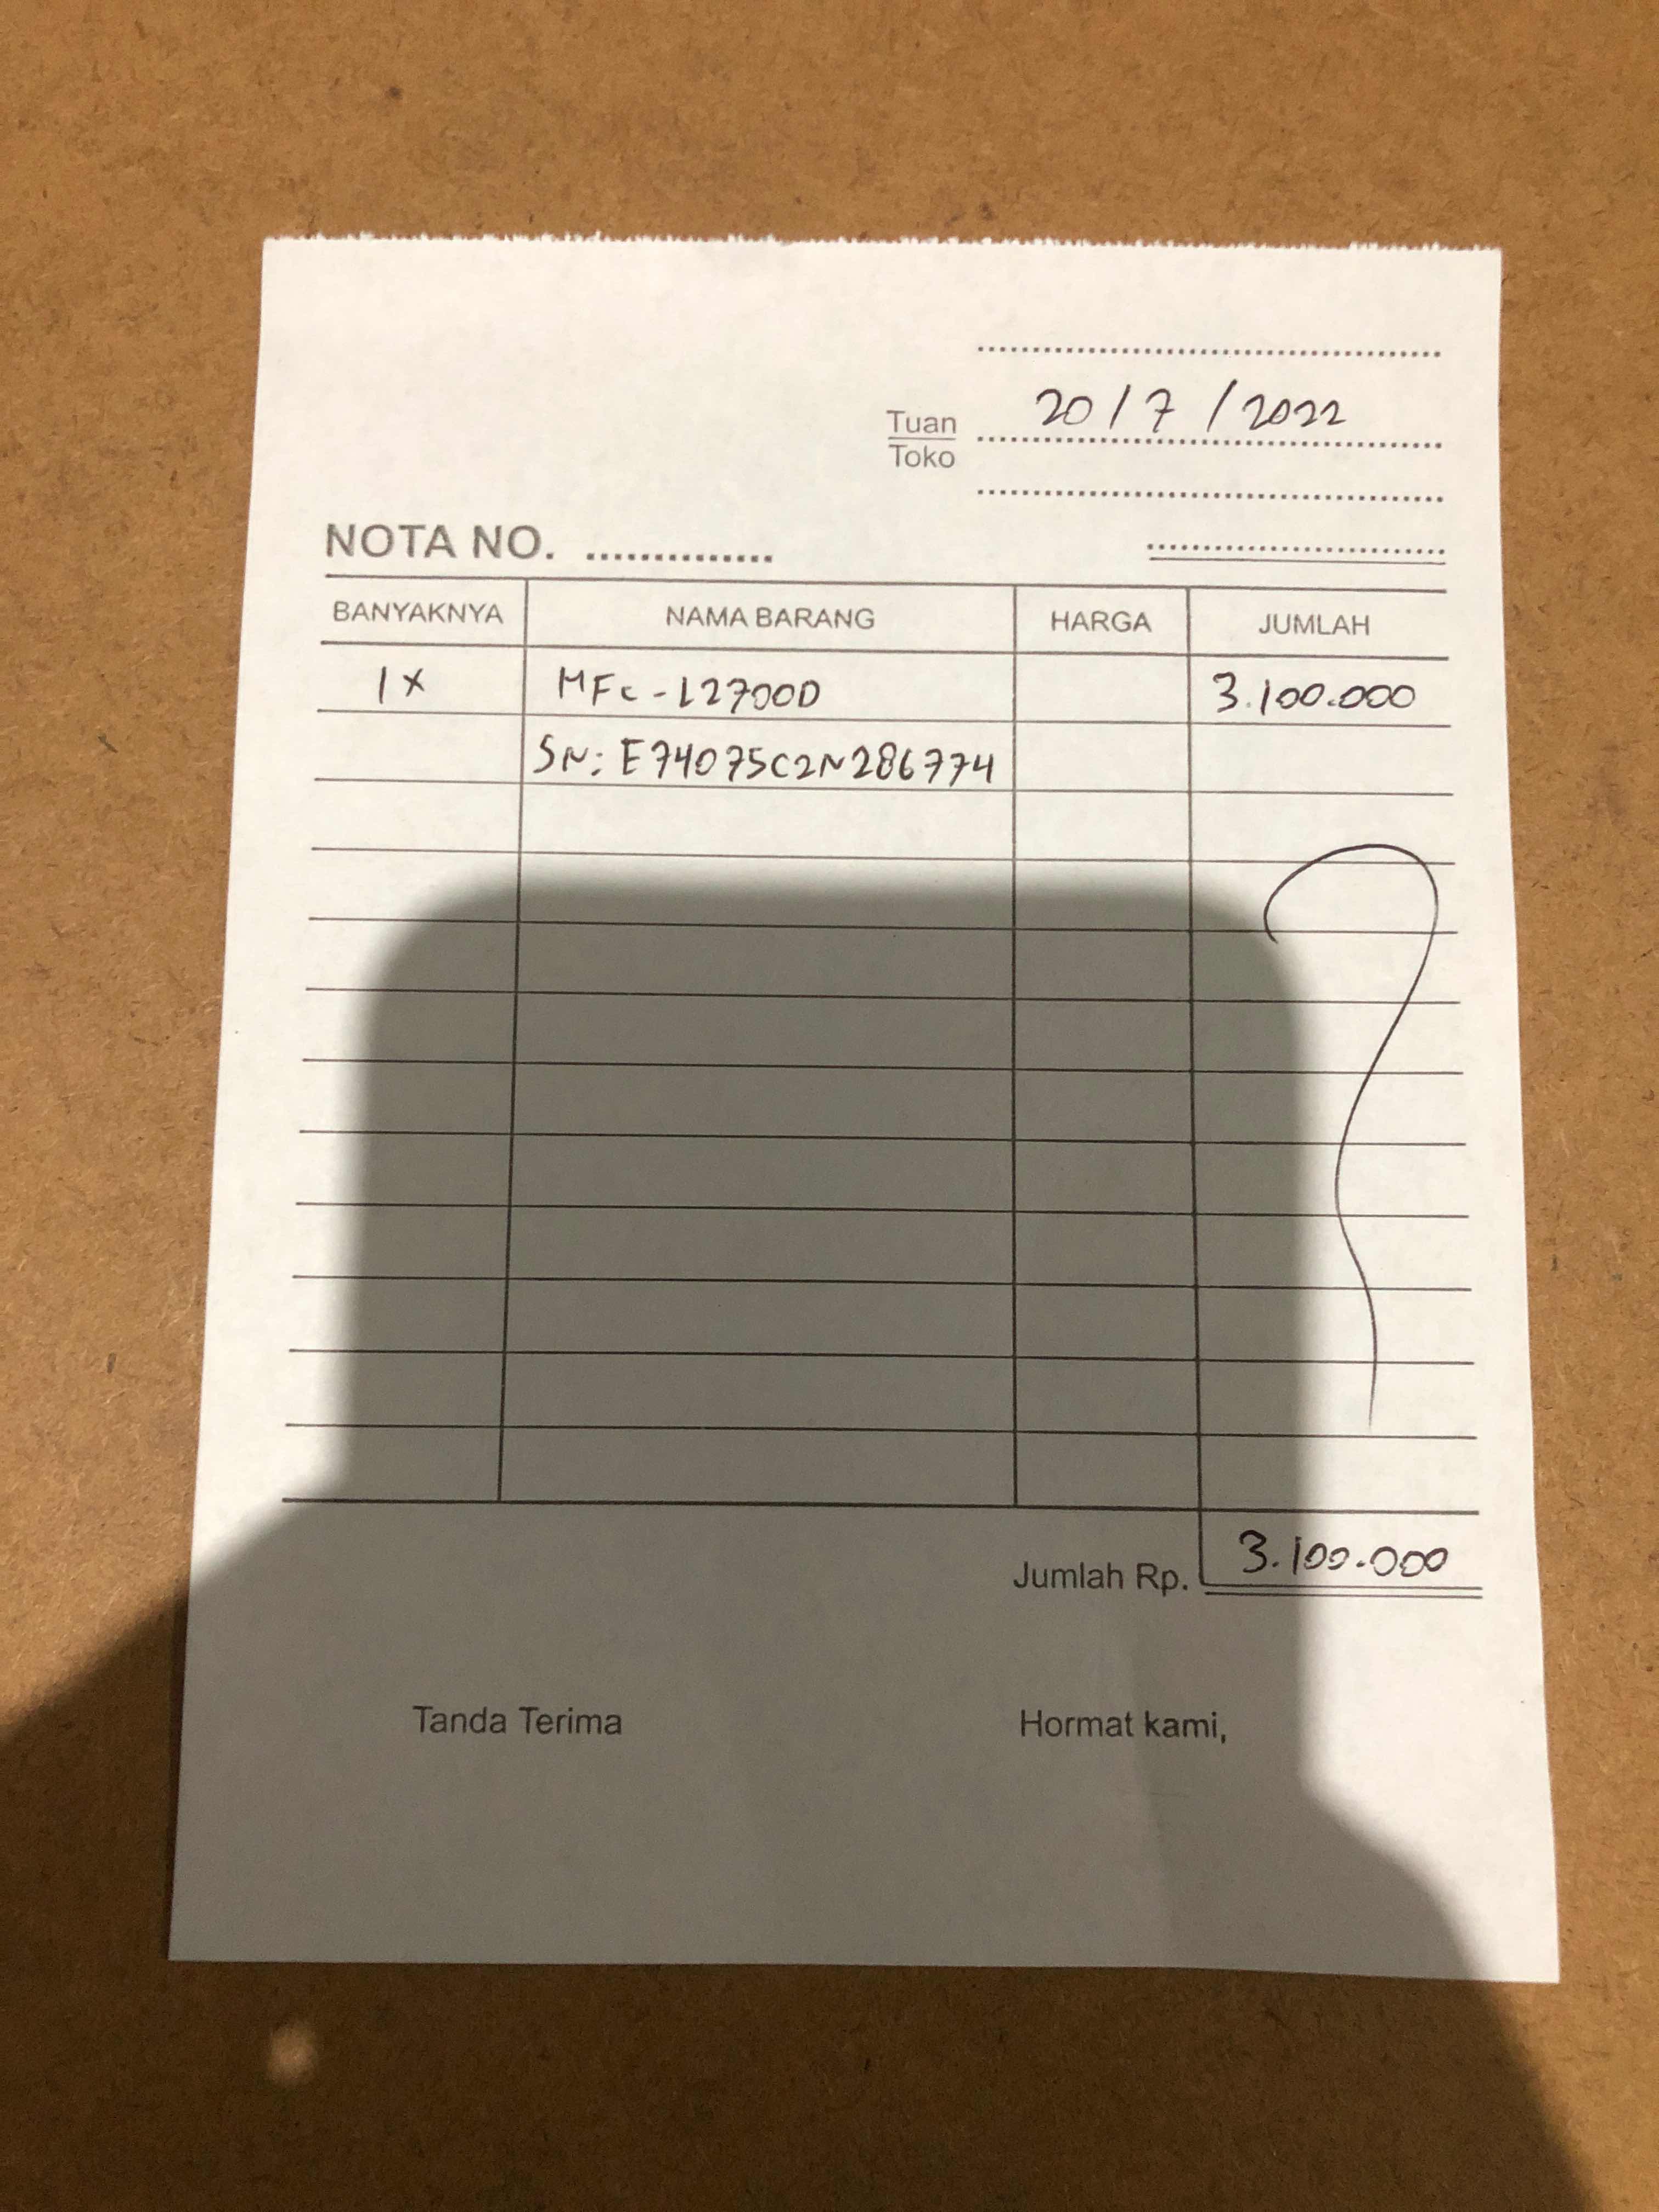 20/7/2022
Tuan
Toko
NOTA NO.
BANYAKNYA NAMA BARANG HARGA JUMLAH
1x MFC-L2700D 3.100.000
SN: E74075C2N286774
Jumlah Rp. 3.100.000
Tanda Terima Hormat kami,